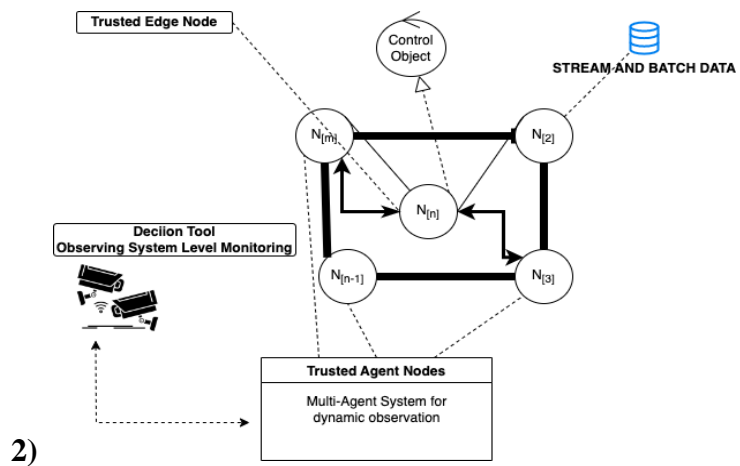 Trusted Edge Node
Control
Object
STREAM AND BATCH DATA
N[m]
N[2]
N[n]
Deciion Tool
Observing System Level Monitoring
N[n-1]
N[3]
Trusted Agent Nodes
Multi-Agent System for
dynamic observation
2)